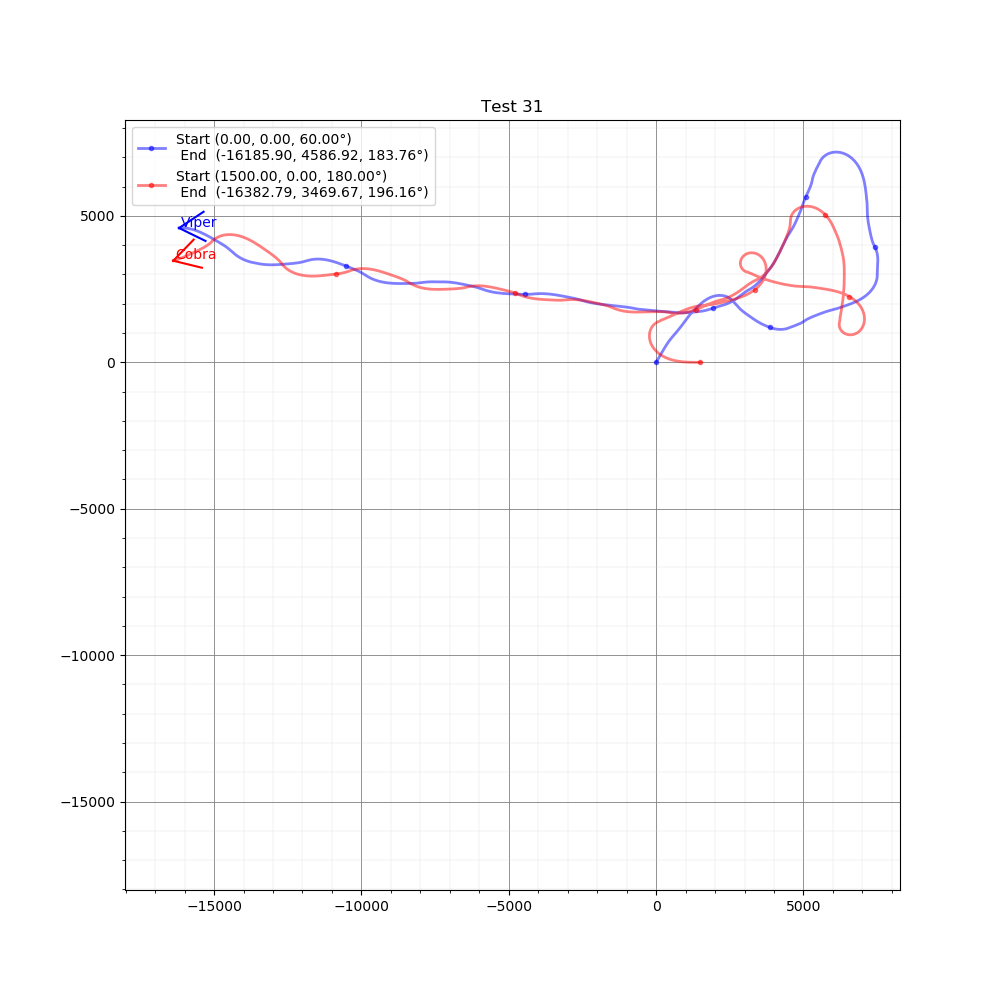 Test 31
Start (0.00, 0.00, 60.00°)
End (-16185.90, 4586.92, 183.76°)
Start (1500.00, 0.00, 180.00°)
End (-16382.79, 3469.67, 196.16°)
5000
Viper
Cobra
0
−5000
−10000
−15000
−15000 −10000 −5000 0 5000